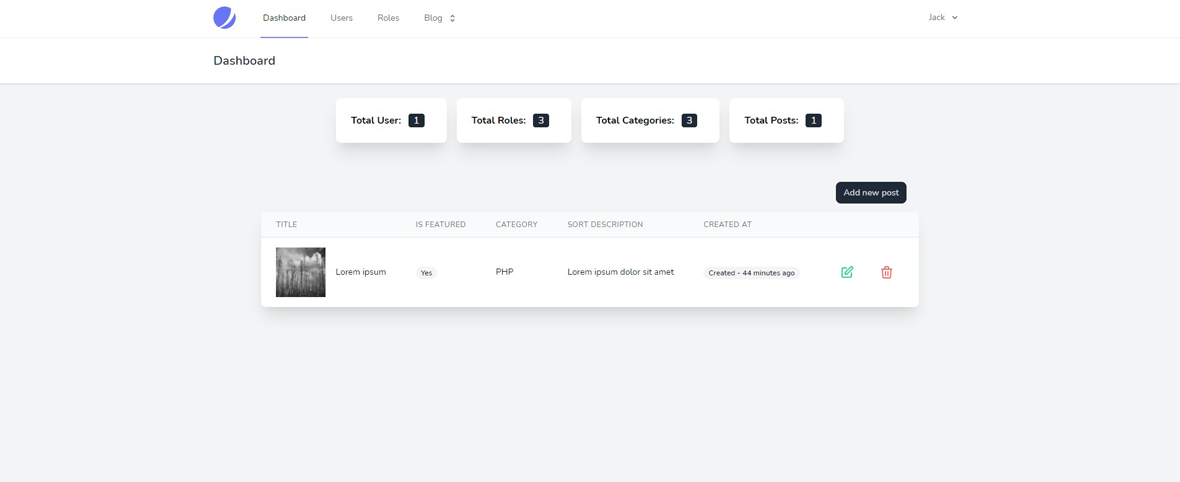 Dashboard Users Roles Blog Jack
Dashboard
Total User: 1 Total Roles: 3 Total Categories: 3 Total Posts: 1
Add new post
TITLE IS FEATURED CATEGORY SORT DESCRIPTION CREATED AT
Lorem ipsum Yes PHP Lorem ipsum dolor sit amet Created - 44 minutes ago